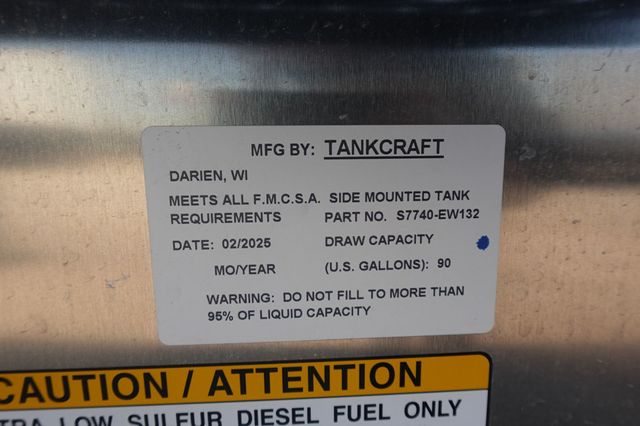 MFG BY: TANKCRAFT
DARIEN, WI
MEETS ALL F.M.C.S.A. SIDE MOUNTED TANK
REQUIREMENTS PART NO. S7740-EW132
DATE: 02/2025 DRAW CAPACITY
MO/YEAR (U.S. GALLONS): 90
WARNING: DO NOT FILL TO MORE THAN
95% OF LIQUID CAPACITY
CAUTION / ATTENTION
LOW SULFUR DIESEL FUEL ONLY